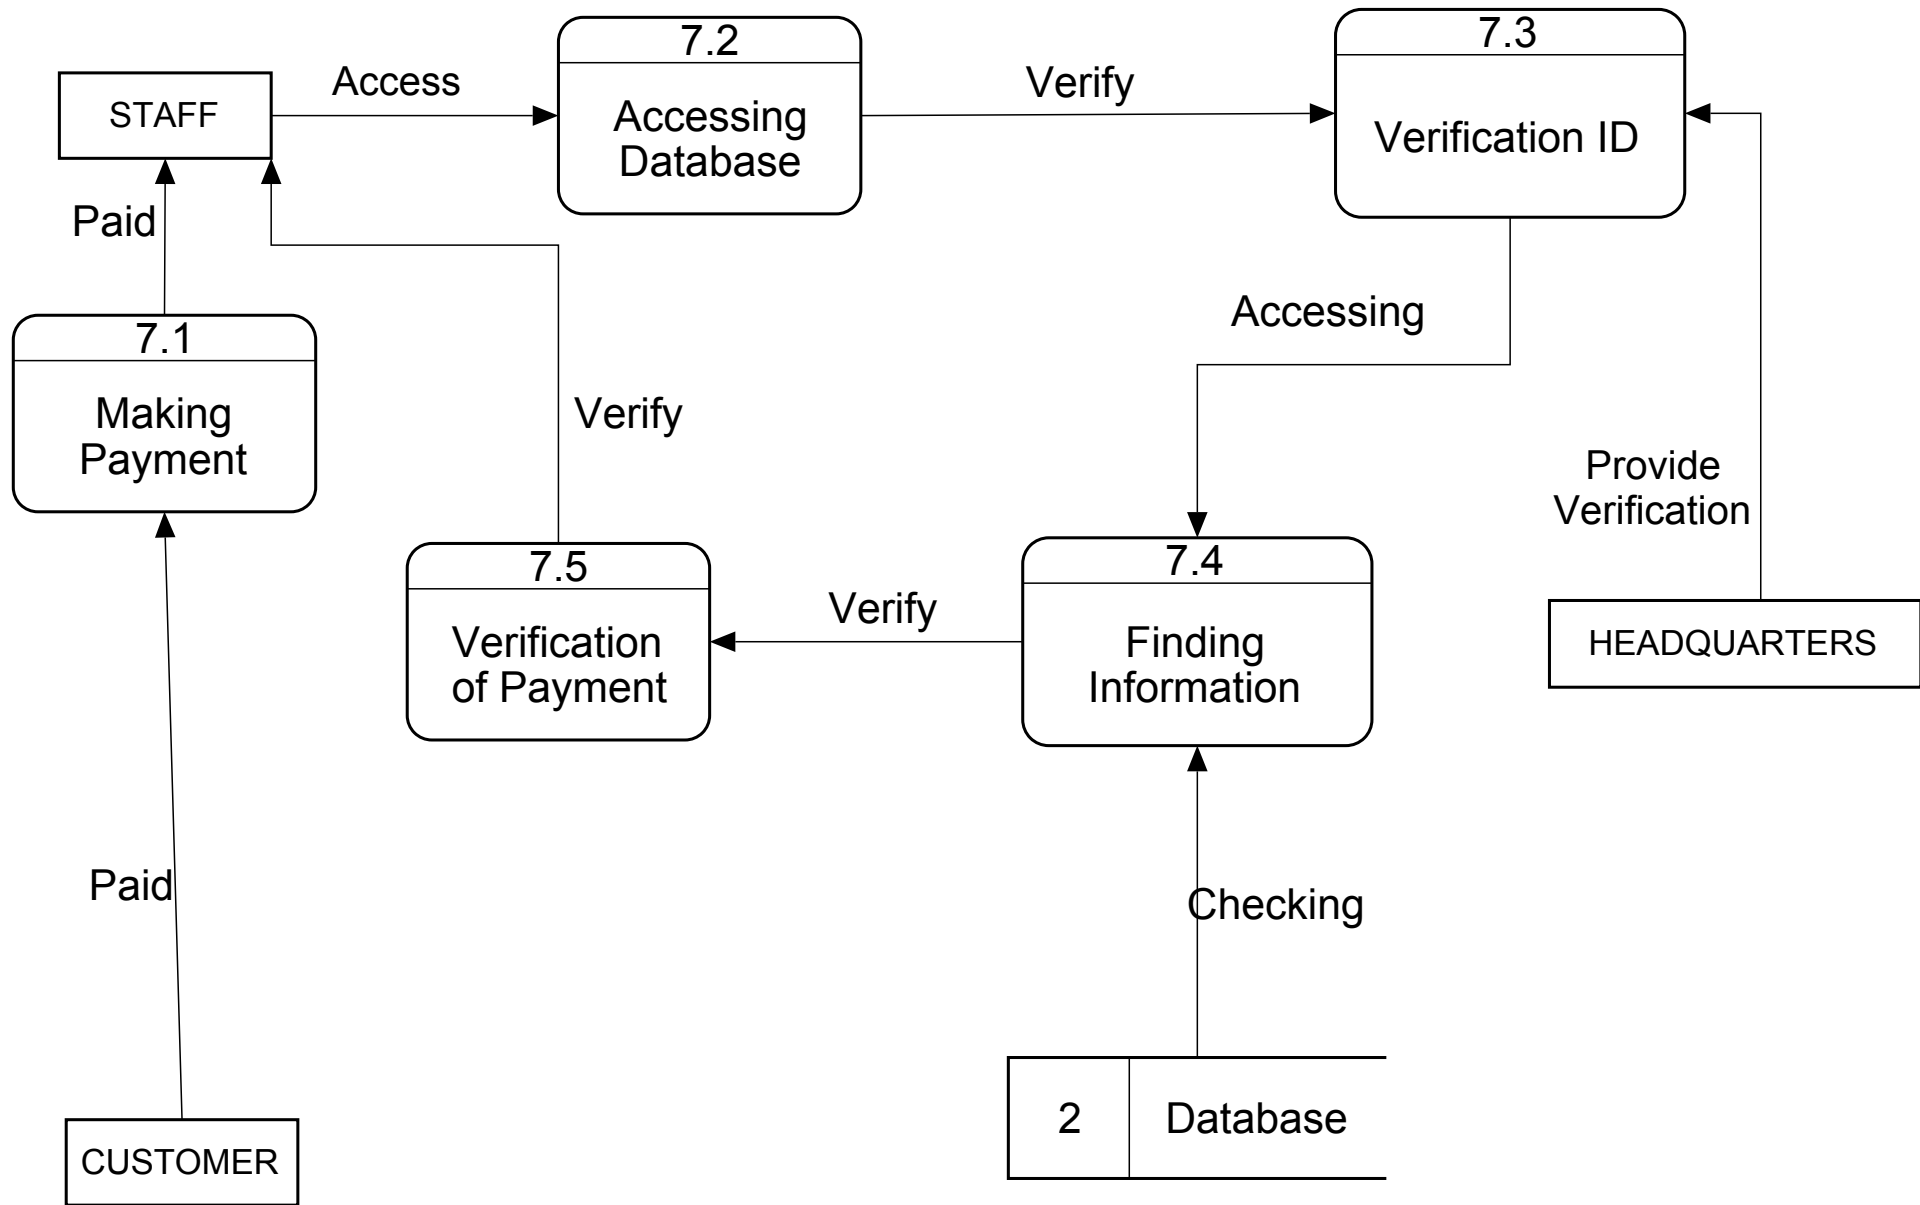 7.2
7.3
STAFF
Access
Accessing
Database
Verify
Verification ID
Paid
7.1
Making
Payment
Verify
Accessing
Provide
Verification
7.5
Verification
of Payment
Verify
7.4
Finding
Information
HEADQUARTERS
Paid
Checking
2
Database
CUSTOMER